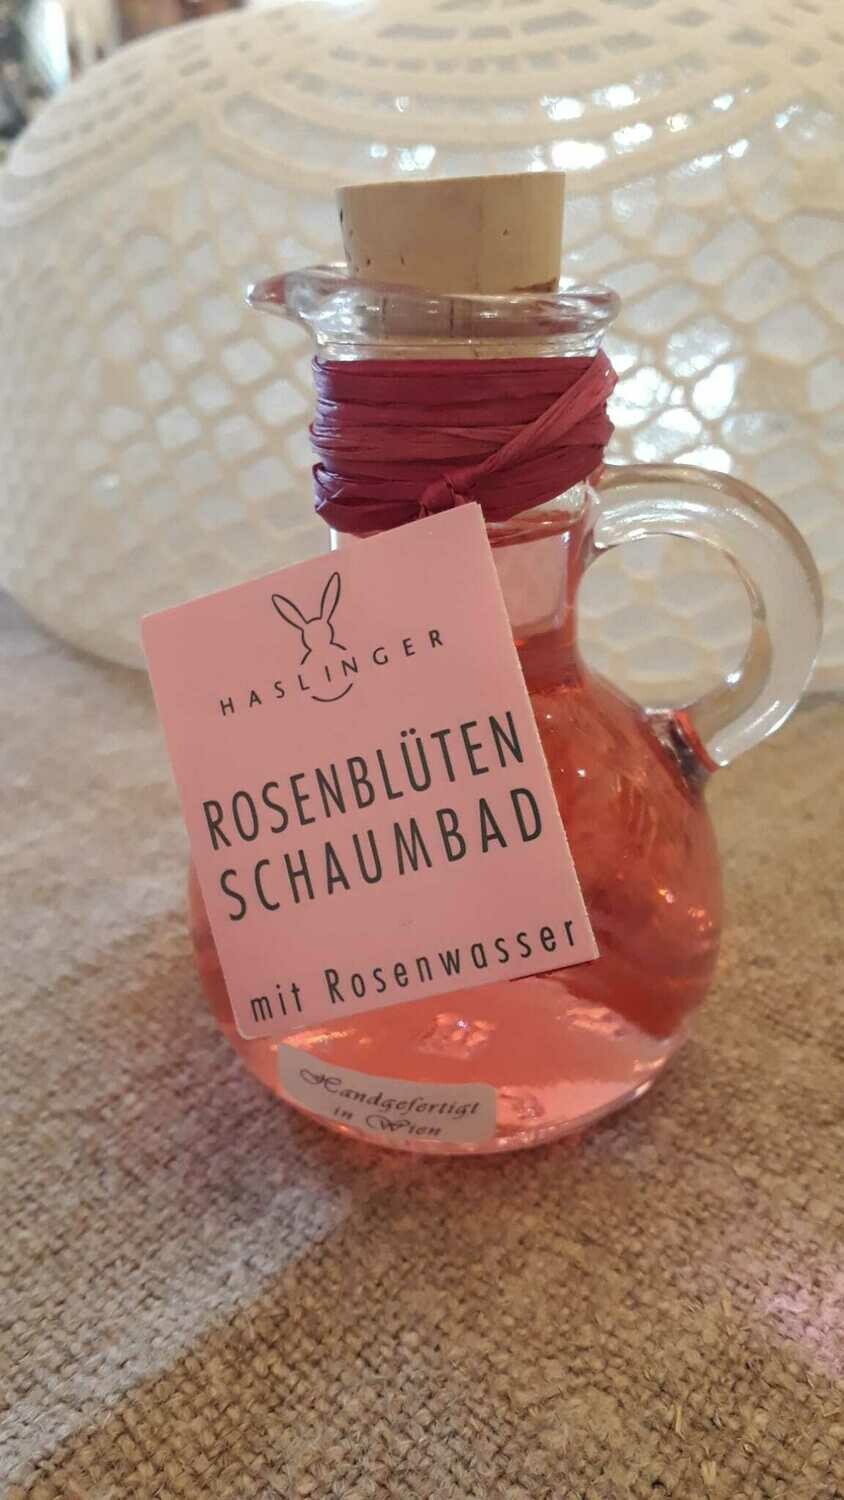 HASLINGER
ROSENBLÜTEN
SCHAUMBAD
mit Rosenwasser
Handgefertigt
in Wien